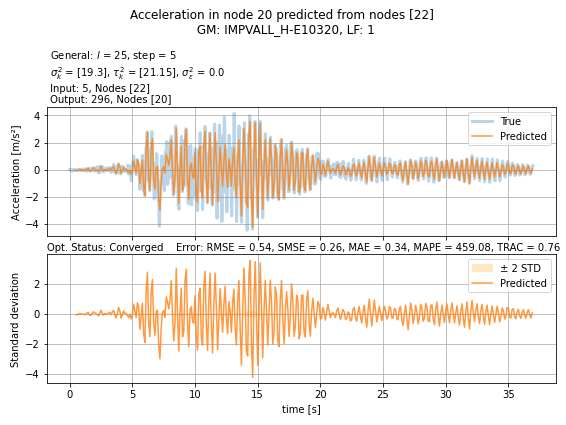 Acceleration in node 20 predicted from nodes [22]
GM: IMPVALL_H-E10320, LF: 1
General: l = 25, step = 5
σ²ₖ = [19.3], τ²ₖ = [21.15], σ²ε = 0.0
Input: 5, Nodes [22]
Output: 296, Nodes [20]
Acceleration [m/s²]
4
2
0
−2
−4
True
Predicted
Opt. Status: Converged Error: RMSE = 0.54, SMSE = 0.26, MAE = 0.34, MAPE = 459.08, TRAC = 0.76
Standard deviation
4
2
0
−2
−4
± 2 STD
Predicted
0 5 10 15 20 25 30 35
time [s]